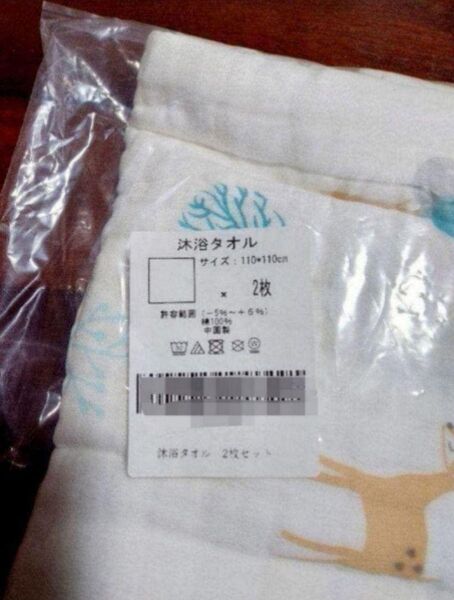 沐浴タオル
サイズ：110*110cm
× 2枚
許容範囲（-5%～+6%）
綿100%
中国製
沐浴タオル 2枚セット